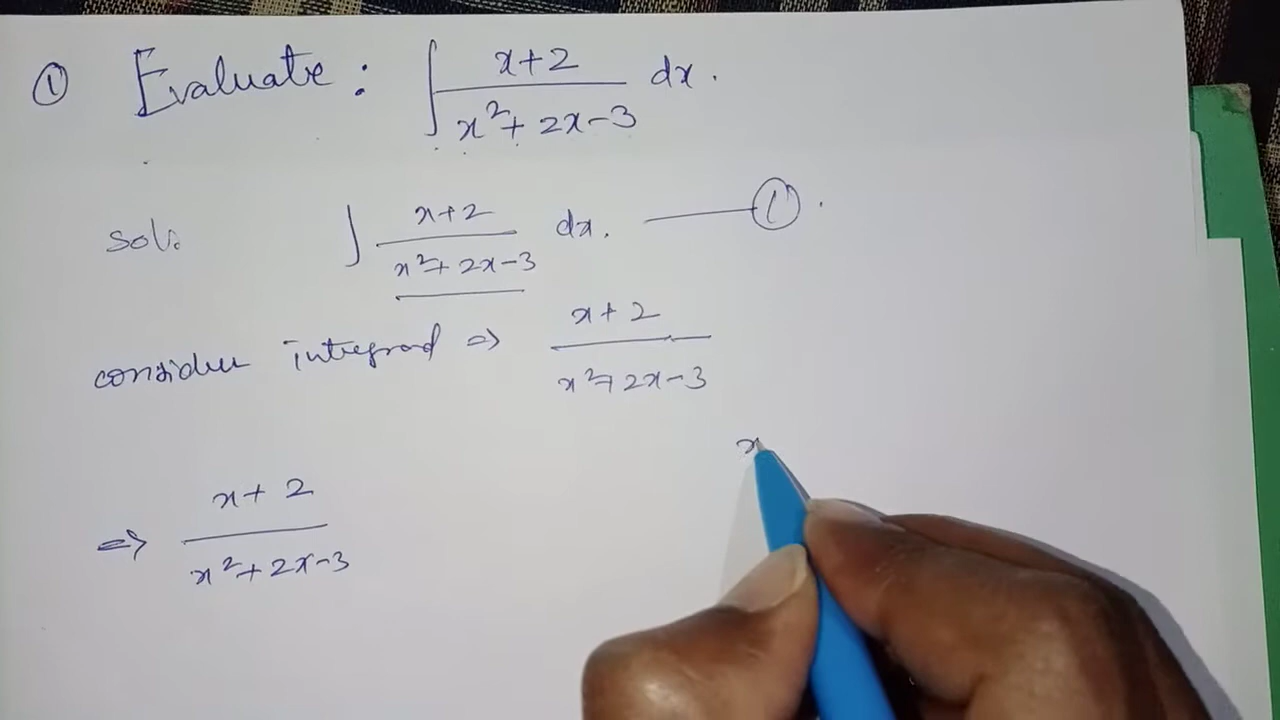 ① Evaluate : ∫ x+2 / x²+2x-3 dx .
Sol: ∫ x+2 / x²+2x-3 dx. —— ① .
consider integrand ⇒ x+2 / x²+2x-3
⇒ x+2 / x²+2x-3
x